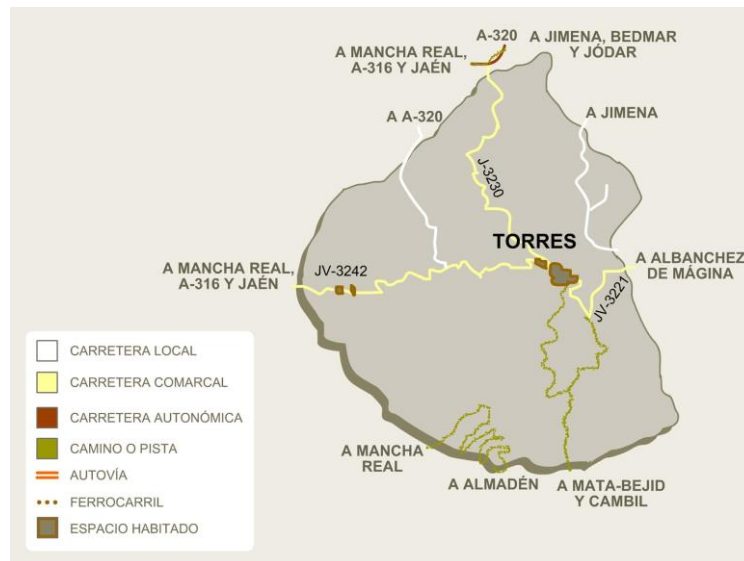 A-320
A JIMENA, BEDMAR
Y JÓDAR
A MANCHA REAL,
A-316 Y JAÉN
A A-320
A JIMENA
J-3230
TORRES
A ALBANCHEZ
DE MÁGINA
A MANCHA REAL,
A-316 Y JAÉN
JV-3242
JV-3221
CARRETERA LOCAL
CARRETERA COMARCAL
CARRETERA AUTONÓMICA
CAMINO O PISTA
AUTOVÍA
FERROCARRIL
ESPACIO HABITADO
A MANCHA
REAL
A ALMADÉN
A MATA-BEJID
Y CAMBIL